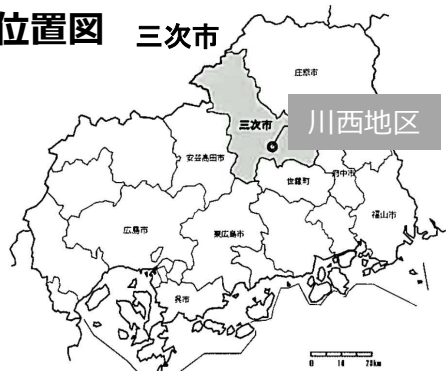 位置図
三次市
庄原市
三次市
川西地区
安芸高田市
世羅町
府中市
福山市
広島市
東広島市
呉市
0 10 20km